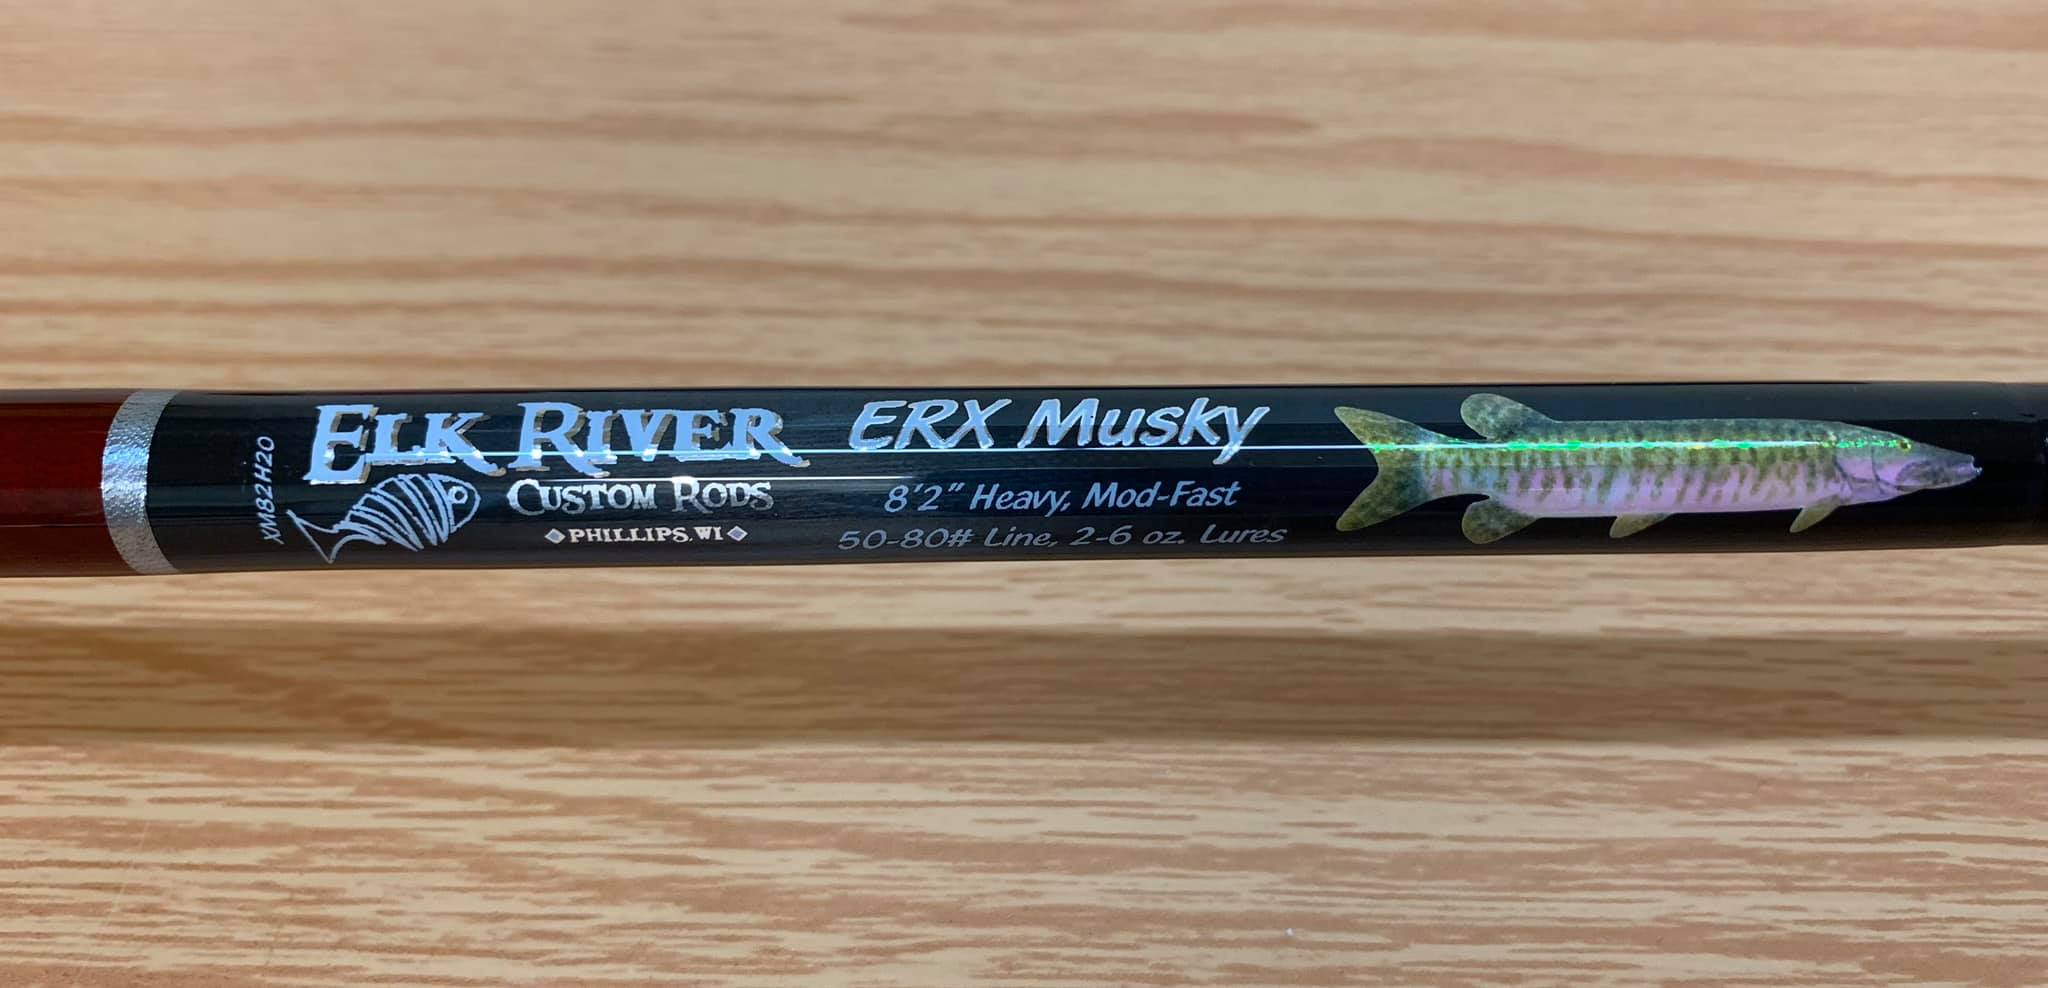 XM82H20
ELK RIVER
CUSTOM RODS
PHILLIPS, WI
ERX Musky
8'2" Heavy, Mod-Fast
50-80# Line, 2-6 oz. Lures